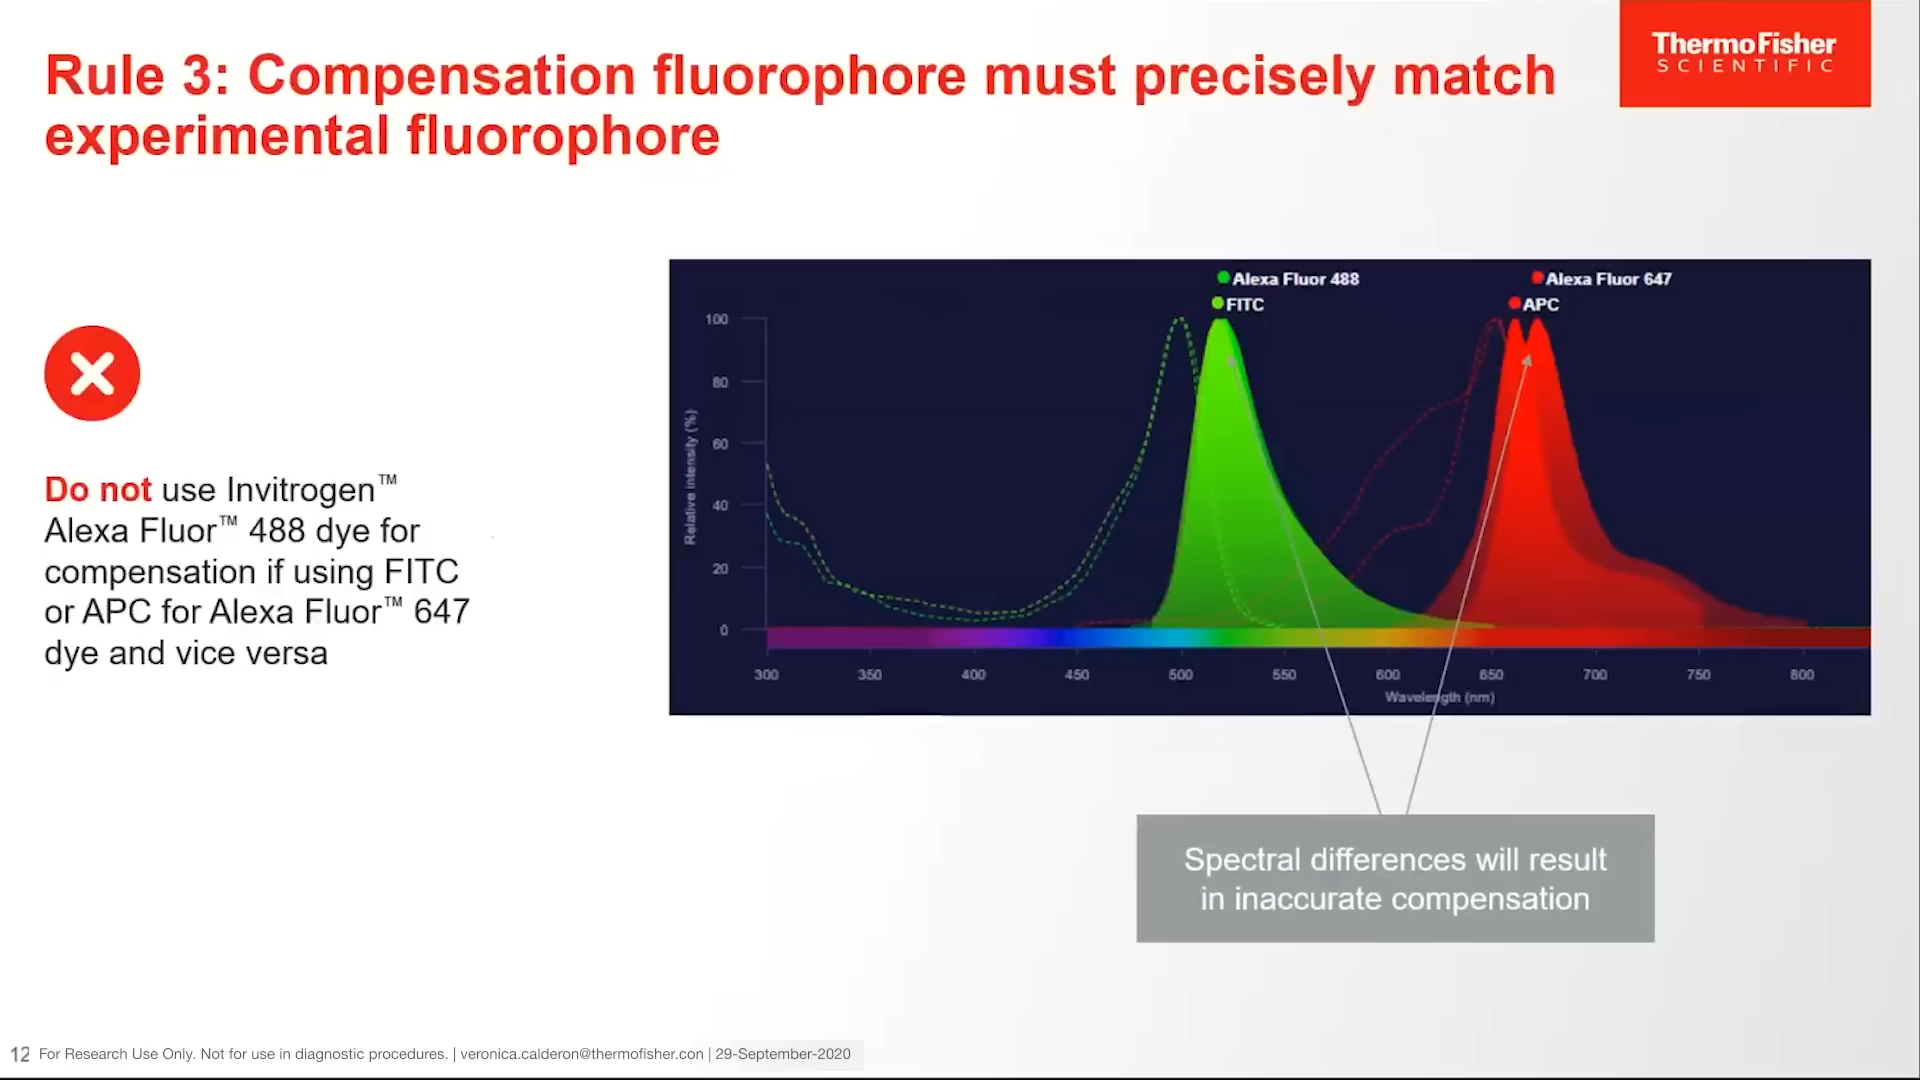 Rule 3: Compensation fluorophore must precisely match
experimental fluorophore
ThermoFisher
SCIENTIFIC
Do not use Invitrogen™
Alexa Fluor™ 488 dye for
compensation if using FITC
or APC for Alexa Fluor™ 647
dye and vice versa
Alexa Fluor 488
FITC
Alexa Fluor 647
APC
Relative intensity (%)
100
80
60
40
20
0
300 350 400 450 500 550 600 650 700 750 800
Wavelength (nm)
Spectral differences will result
in inaccurate compensation
12 For Research Use Only. Not for use in diagnostic procedures. | veronica.calderon@thermofisher.con | 29-September-2020